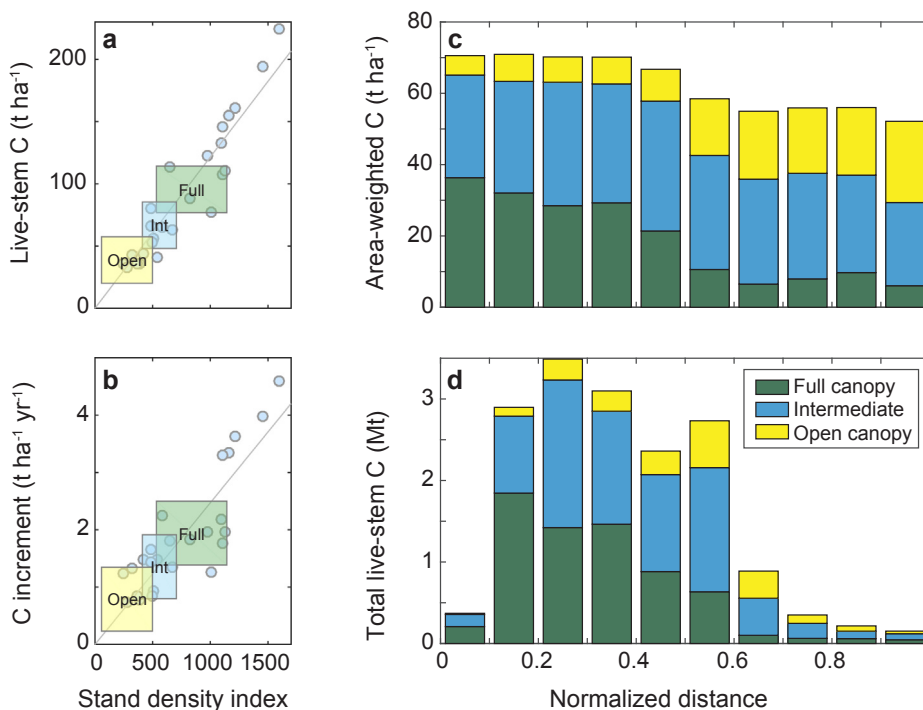 a
200
100
0
Live-stem C (t ha⁻¹)
Full
Int
Open
b
4
2
0
C increment (t ha⁻¹ yr⁻¹)
Full
Int
Open
0
500
1000
1500
Stand density index
c
80
60
40
20
0
Area-weighted C (t ha⁻¹)
d
3
2
1
0
Total live-stem C (Mt)
Full canopy
Intermediate
Open canopy
0
0.2
0.4
0.6
0.8
Normalized distance